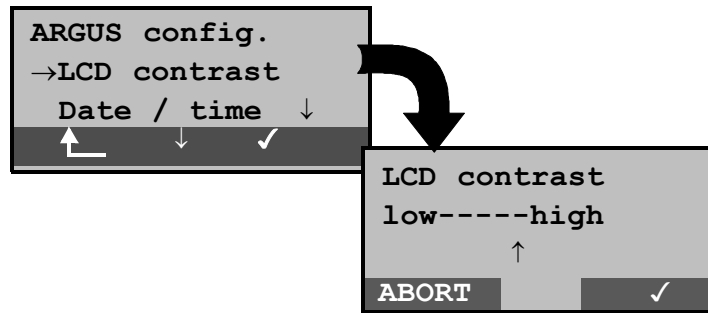 ARGUS config.
→LCD contrast
Date / time ↓
↓ ✓
LCD contrast
low-----high
↑
ABORT ✓